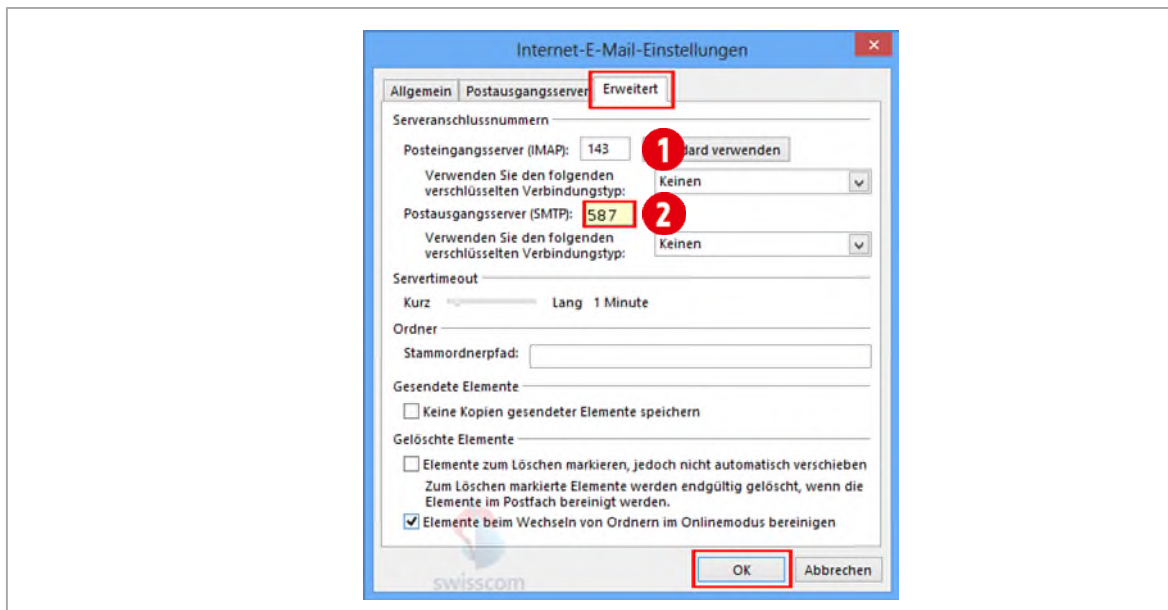 Internet-E-Mail-Einstellungen
Allgemein Postausgangsserver Erweitert
Serveranschlussnummern
Posteingangsserver (IMAP): 143 1 dard verwenden
Verwenden Sie den folgenden
verschlüsselten Verbindungstyp: Keinen
Postausgangsserver (SMTP): 587 2
Verwenden Sie den folgenden
verschlüsselten Verbindungstyp: Keinen
Servertimeout
Kurz Lang 1 Minute
Ordner
Stammordnerpfad:
Gesendete Elemente
Keine Kopien gesendeter Elemente speichern
Gelöschte Elemente
Elemente zum Löschen markieren, jedoch nicht automatisch verschieben
Zum Löschen markierte Elemente werden endgültig gelöscht, wenn die
Elemente im Postfach bereinigt werden.
Elemente beim Wechseln von Ordnern im Onlinemodus bereinigen
OK Abbrechen
swisscom